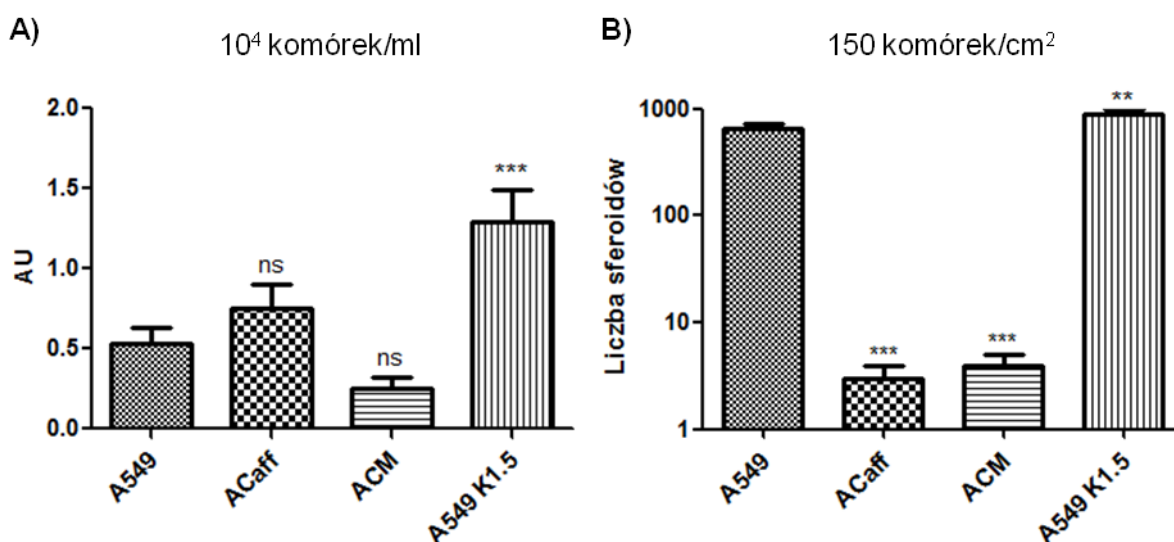 A)
10⁴ komórek/ml
AU
2.0
1.5
1.0
0.5
0.0
ns
ns
***
A549
ACaff
ACM
A549 K1.5
B)
150 komórek/cm²
Liczba sferoidów
1000
100
10
1
***
***
**
A549
ACaff
ACM
A549 K1.5